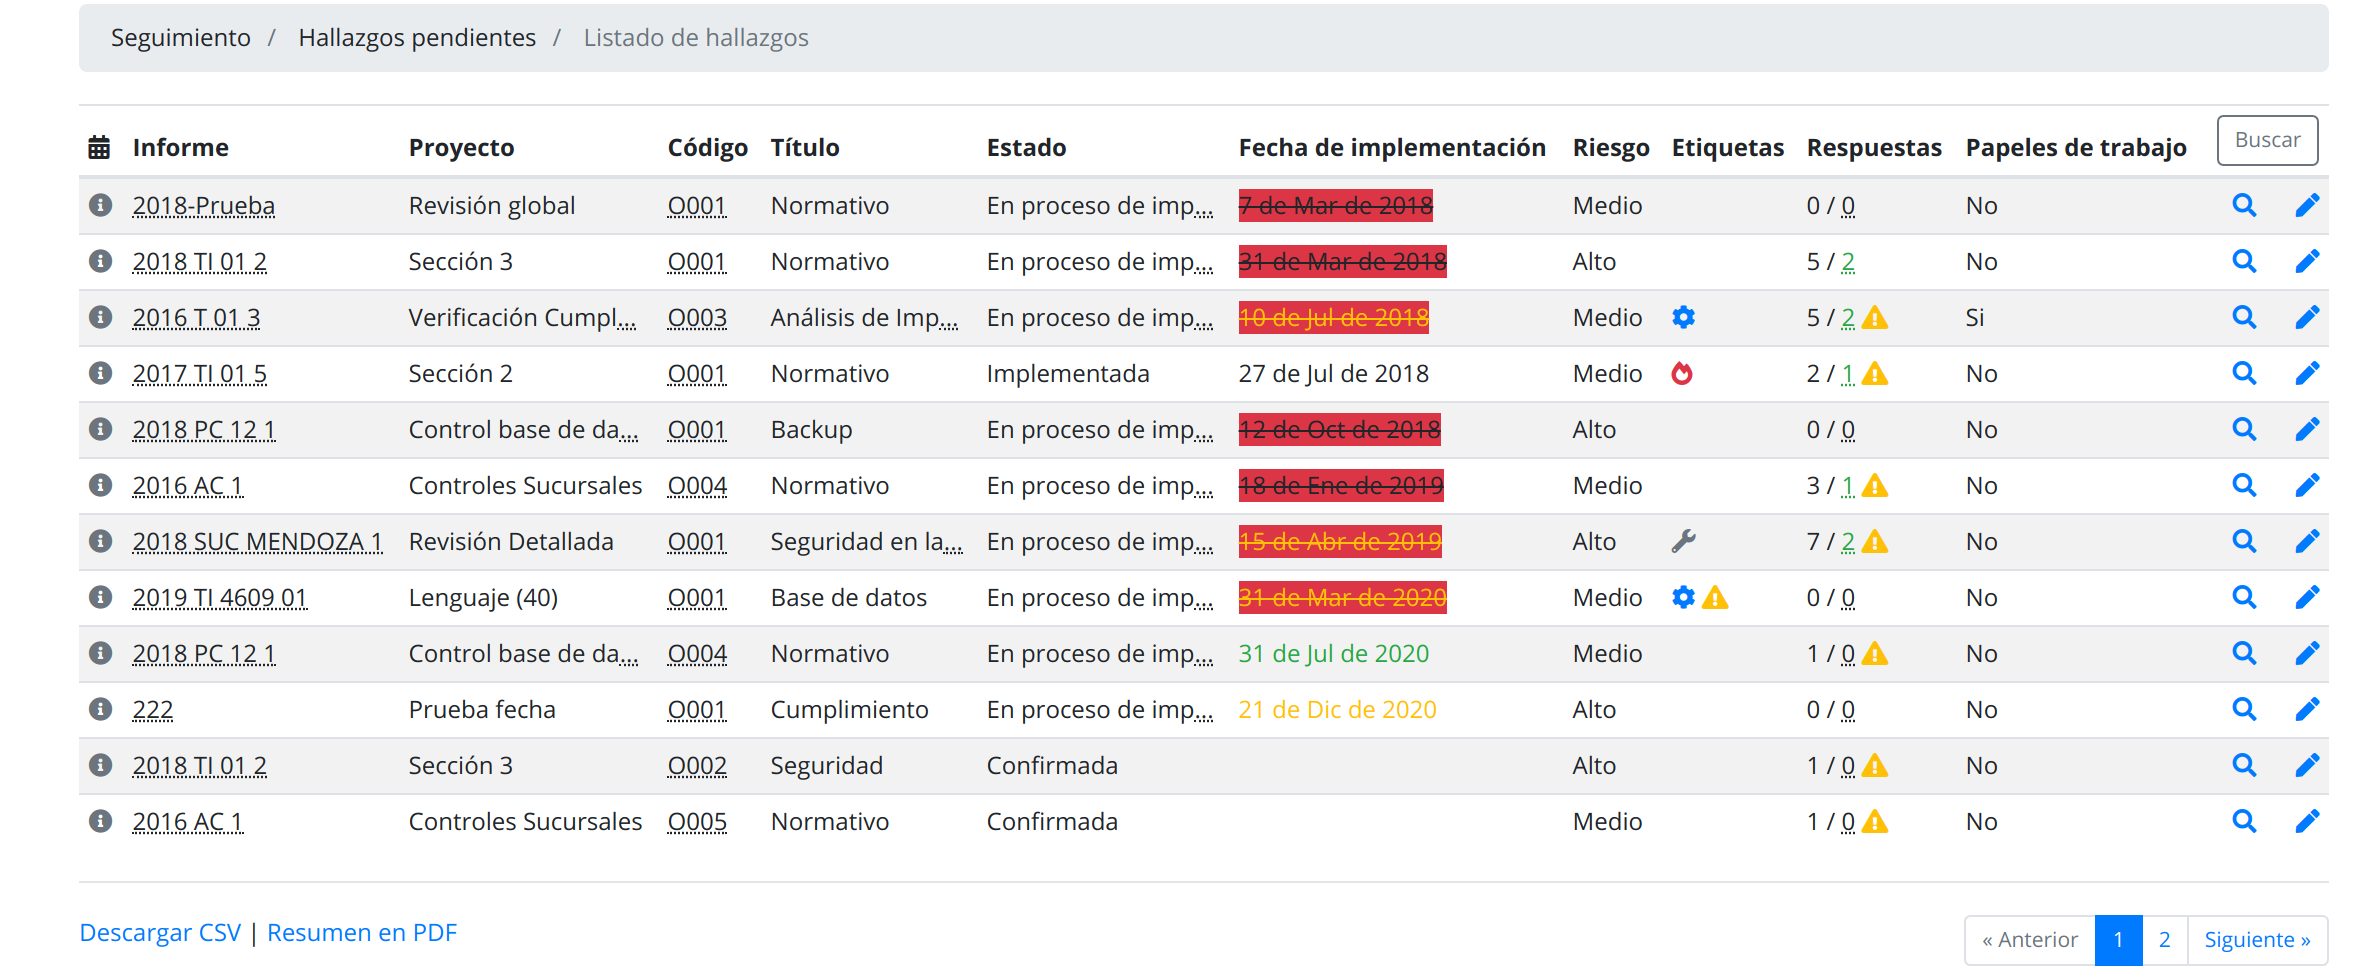 Seguimiento / Hallazgos pendientes / Listado de hallazgos
Informe Proyecto Código Título Estado Fecha de implementación Riesgo Etiquetas Respuestas Papeles de trabajo Buscar
2018-Prueba Revisión global O001 Normativo En proceso de imp... 7 de Mar de 2018 Medio 0 / 0 No
2018 TI 01 2 Sección 3 O001 Normativo En proceso de imp... 31 de Mar de 2018 Alto 5 / 2 No
2016 T 01 3 Verificación Cumpl... O003 Análisis de Imp... En proceso de imp... 10 de Jul de 2018 Medio 5 / 2 Si
2017 TI 01 5 Sección 2 O001 Normativo Implementada 27 de Jul de 2018 Medio 2 / 1 No
2018 PC 12 1 Control base de da... O001 Backup En proceso de imp... 12 de Oct de 2018 Alto 0 / 0 No
2016 AC 1 Controles Sucursales O004 Normativo En proceso de imp... 18 de Ene de 2019 Medio 3 / 1 No
2018 SUC MENDOZA 1 Revisión Detallada O001 Seguridad en la... En proceso de imp... 15 de Abr de 2019 Alto 7 / 2 No
2019 TI 4609 01 Lenguaje (40) O001 Base de datos En proceso de imp... 31 de Mar de 2020 Medio 0 / 0 No
2018 PC 12 1 Control base de da... O004 Normativo En proceso de imp... 31 de Jul de 2020 Medio 1 / 0 No
222 Prueba fecha O001 Cumplimiento En proceso de imp... 21 de Dic de 2020 Alto 0 / 0 No
2018 TI 01 2 Sección 3 O002 Seguridad Confirmada Alto 1 / 0 No
2016 AC 1 Controles Sucursales O005 Normativo Confirmada Medio 1 / 0 No
Descargar CSV | Resumen en PDF « Anterior 1 2 Siguiente »